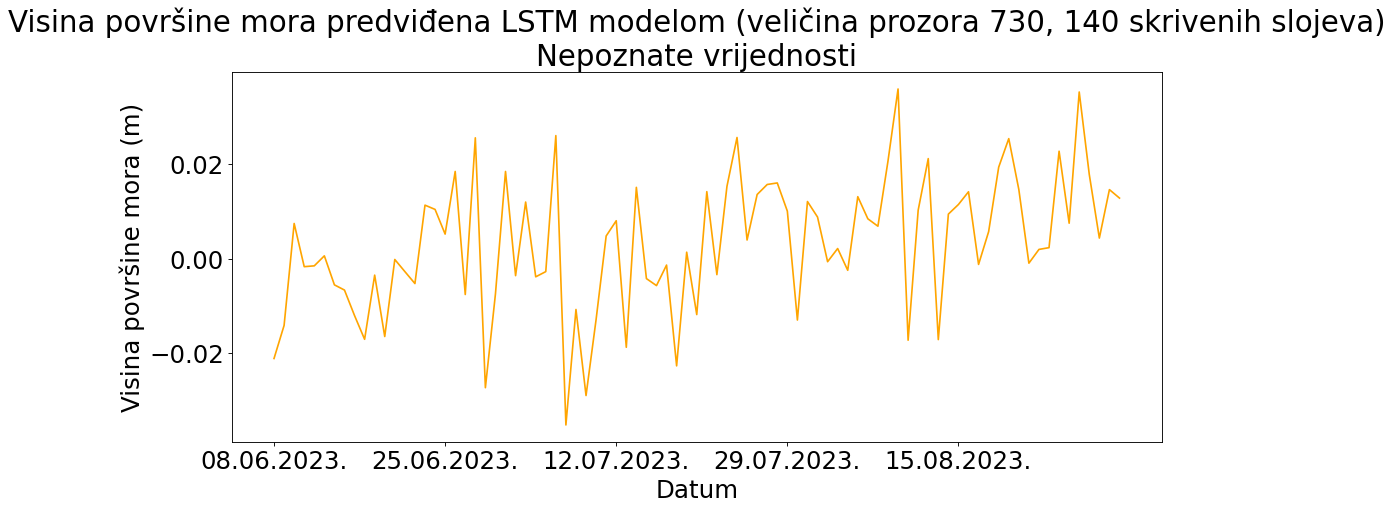 Visina površine mora predviđena LSTM modelom (veličina prozora 730, 140 skrivenih slojeva)
Nepoznate vrijednosti
Visina površine mora (m)
0.02
0.00
−0.02
08.06.2023. 25.06.2023. 12.07.2023. 29.07.2023. 15.08.2023.
Datum